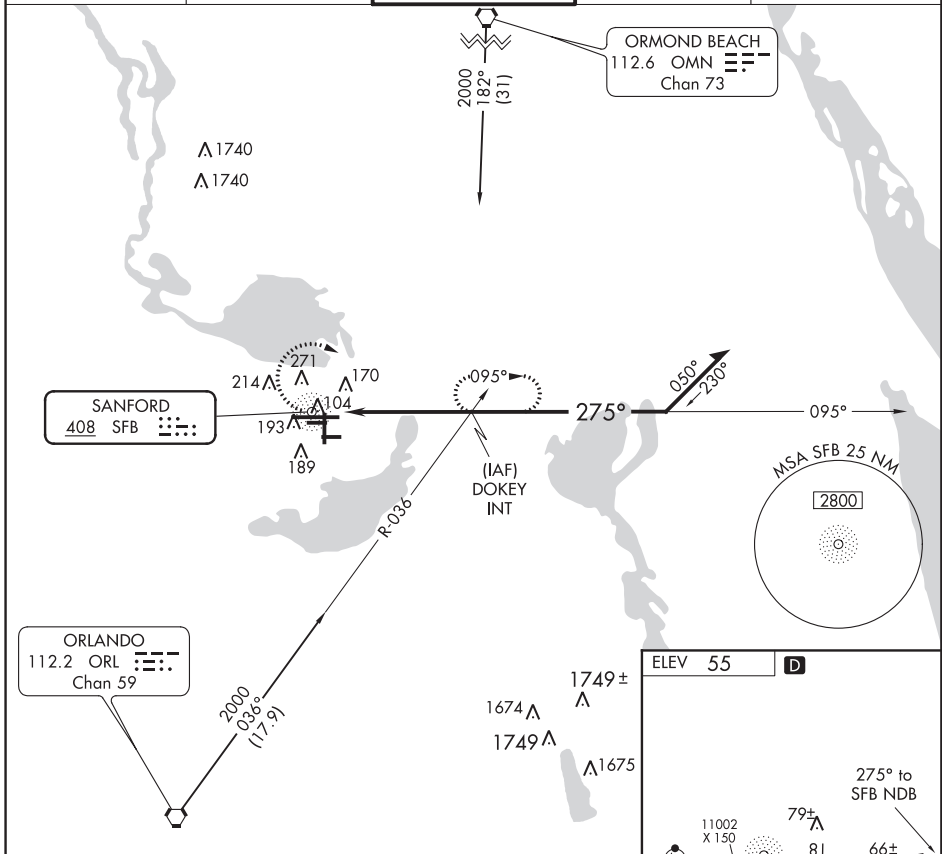 ORMOND BEACH
112.6 OMN
Chan 73
2000
182°
(31)
1740
1740
271
214
170
104
193
189
SANFORD
408 SFB
095°
275°
050°
230°
095°
(IAF)
DOKEY
INT
R-036
MSA SFB 25 NM
2800
ORLANDO
112.2 ORL
Chan 59
2000
036°
(17.9)
1749 ±
1674
1749
1675
ELEV 55
D
275° to
SFB NDB
11002
X 150
79±
81
66±